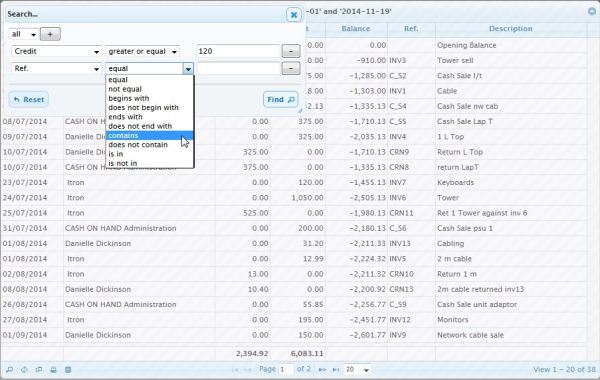 Search...
-01' and '2014-11-19'
all +
Credit greater or equal 120 -
Ref. equal -
equal
not equal
begins with
does not begin with
ends with
does not end with
contains
does not contain
is in
is not in
Reset Find
Balance Ref. Description
0.00 0.00 Opening Balance
0.00 -910.00 INV3 Tower sell
-1,285.00 C_S2 Cash Sale I/t
-1,303.00 INV1 Cable
-1,335.13 C_S4 Cash Sale nw cab
08/07/2014 CASH ON HAND Administration 0.00 375.00 -1,710.13 C_S5 Cash Sale Lap T
09/07/2014 Danielle Dickinson 0.00 325.00 -2,035.13 INV4 1 L Top
10/07/2014 325.00 0.00 -1,710.13 CRN9 Return L Top
10/07/2014 CASH ON HAND Administration 375.00 0.00 -1,335.13 CRN8 return LapT
23/07/2014 Itron 0.00 120.00 -1,455.13 INV7 Keyboards
24/07/2014 Itron 0.00 1,050.00 -2,505.13 INV6 Tower
25/07/2014 Itron 525.00 0.00 -1,980.13 CRN11 Ret 1 Tower against inv 6
31/07/2014 CASH ON HAND Administration 0.00 200.00 -2,180.13 C_S6 Cash Sale psu 1
01/08/2014 Danielle Dickinson 0.00 31.20 -2,211.33 INV13 Cabling
01/08/2014 Itron 0.00 12.99 -2,224.32 INV5 2 m cable
02/08/2014 Itron 13.00 0.00 -2,211.32 CRN10 Return 1 m
08/08/2014 Danielle Dickinson 10.40 0.00 -2,200.92 CRN13 2m cable returned inv13
26/08/2014 CASH ON HAND Administration 0.00 55.85 -2,256.77 C_S9 Cash Sale unit adaptor
27/08/2014 Itron 0.00 195.00 -2,451.77 INV12 Monitors
01/09/2014 Danielle Dickinson 0.00 150.00 -2,601.77 INV9 Network cable sale
2,394.92 6,083.11
Page 1 of 2 20 View 1 - 20 of 38